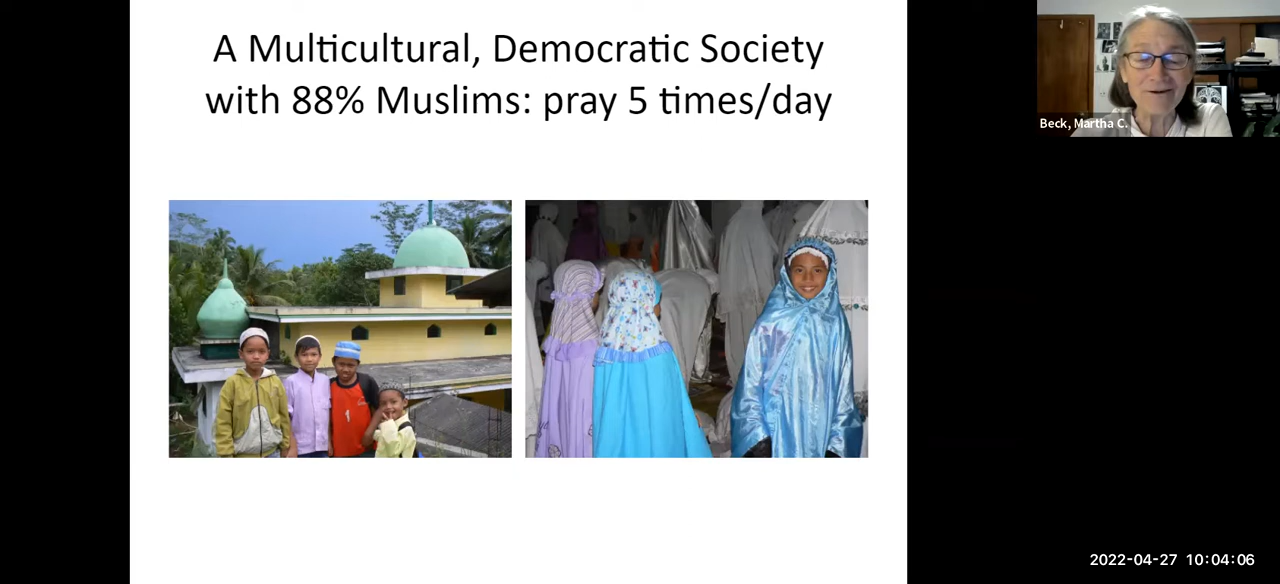 A Multicultural, Democratic Society
with 88% Muslims: pray 5 times/day
Beck, Martha C.
2022-04-27 10:04:06